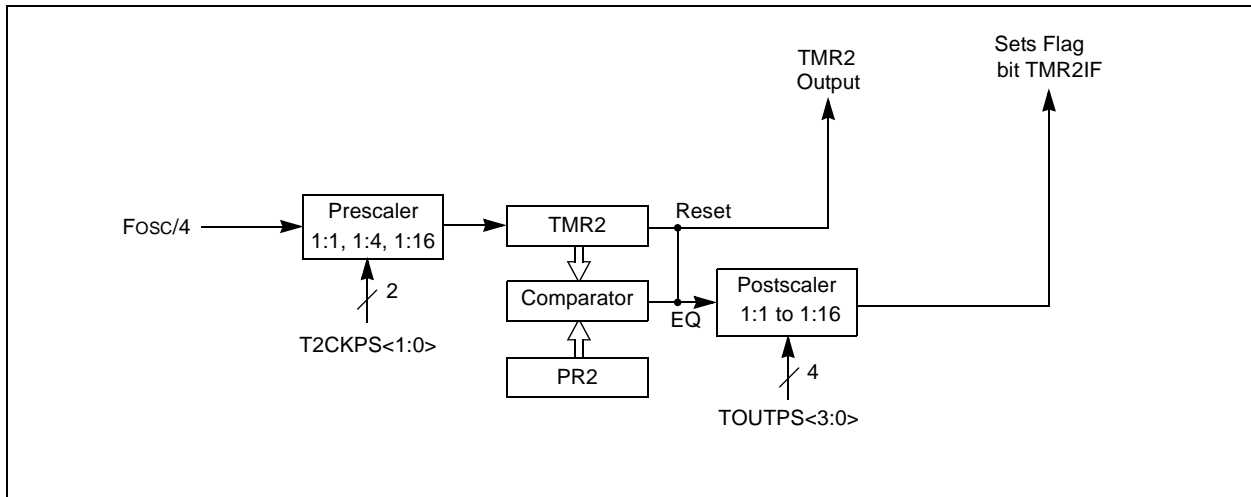 TMR2
Output
Sets Flag
bit TMR2IF
FOSC/4
Prescaler
1:1, 1:4, 1:16
TMR2
Reset
2
Comparator
EQ
Postscaler
1:1 to 1:16
T2CKPS<1:0>
PR2
4
TOUTPS<3:0>